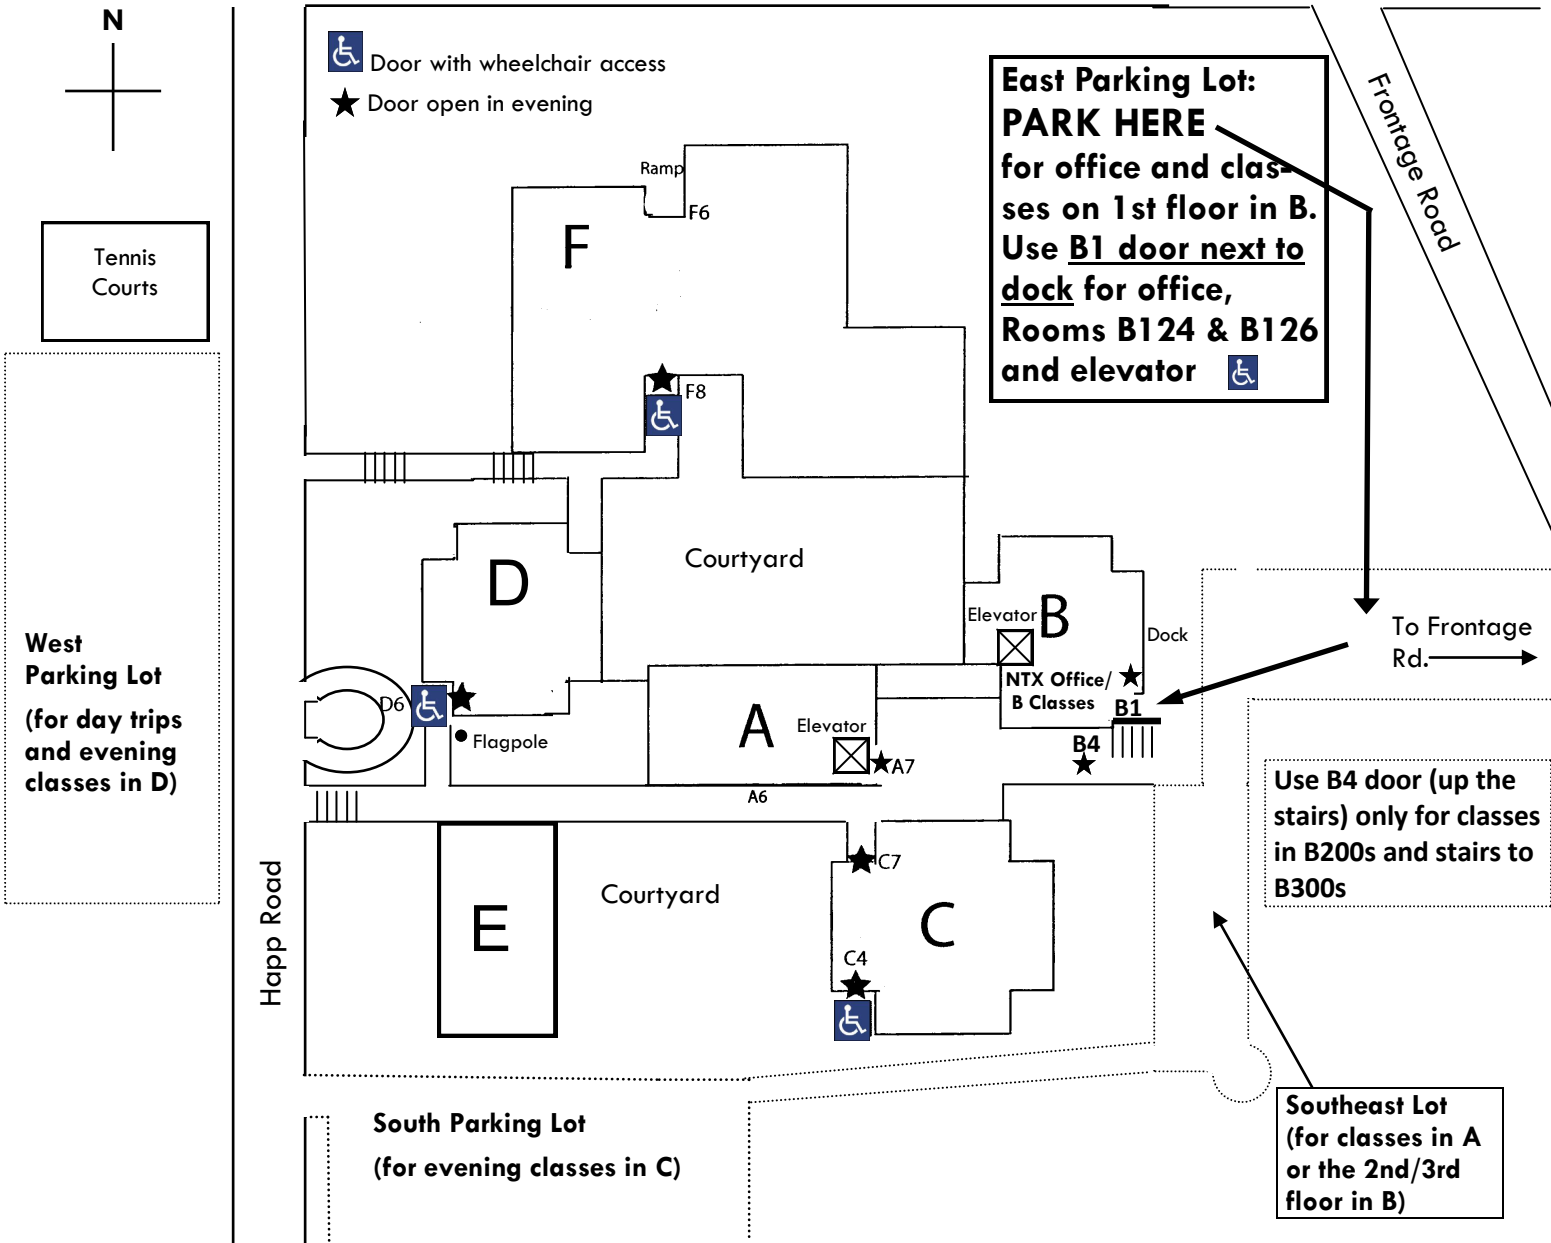 N
Door with wheelchair access
Door open in evening
East Parking Lot:
PARK HERE
for office and clas-
ses on 1st floor in B.
Use B1 door next to
dock for office,
Rooms B124 & B126
and elevator
Frontage Road
Tennis
Courts
Ramp
F6
F
F8
Courtyard
D
Elevator
B
Dock
To Frontage
Rd.
West
Parking Lot
(for day trips
and evening
classes in D)
NTX Office/
B Classes
B1
D6
Flagpole
A
Elevator
A7
B4
A6
Use B4 door (up the
stairs) only for classes
in B200s and stairs to
B300s
Happ Road
E
Courtyard
C7
C
C4
South Parking Lot
(for evening classes in C)
Southeast Lot
(for classes in A
or the 2nd/3rd
floor in B)